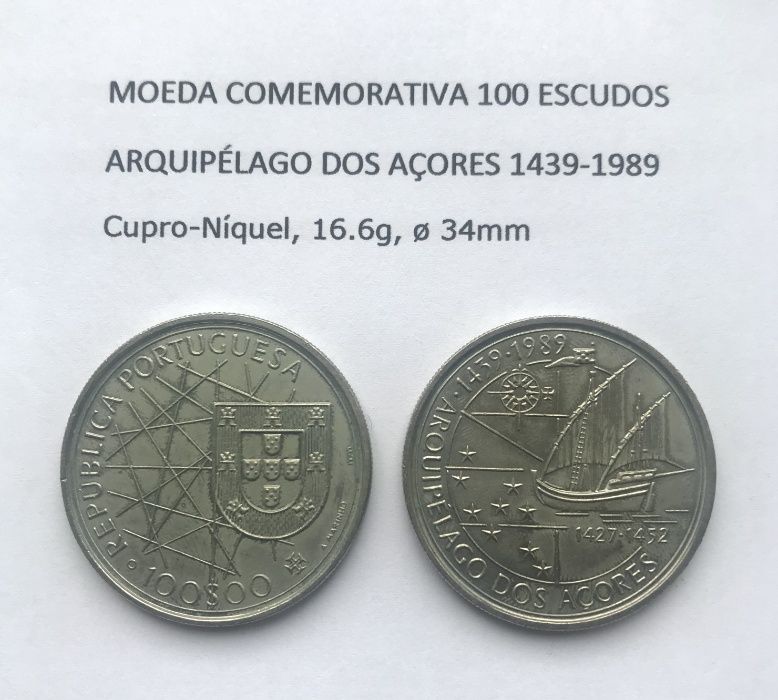 MOEDA COMEMORATIVA 100 ESCUDOS
ARQUIPÉLAGO DOS AÇORES 1439-1989
Cupro-Níquel, 16.6g, ø 34mm
REPÚBLICA PORTUGUESA
100$00
1439·1989
ARQUIPÉLAGO DOS AÇORES
1427·1452